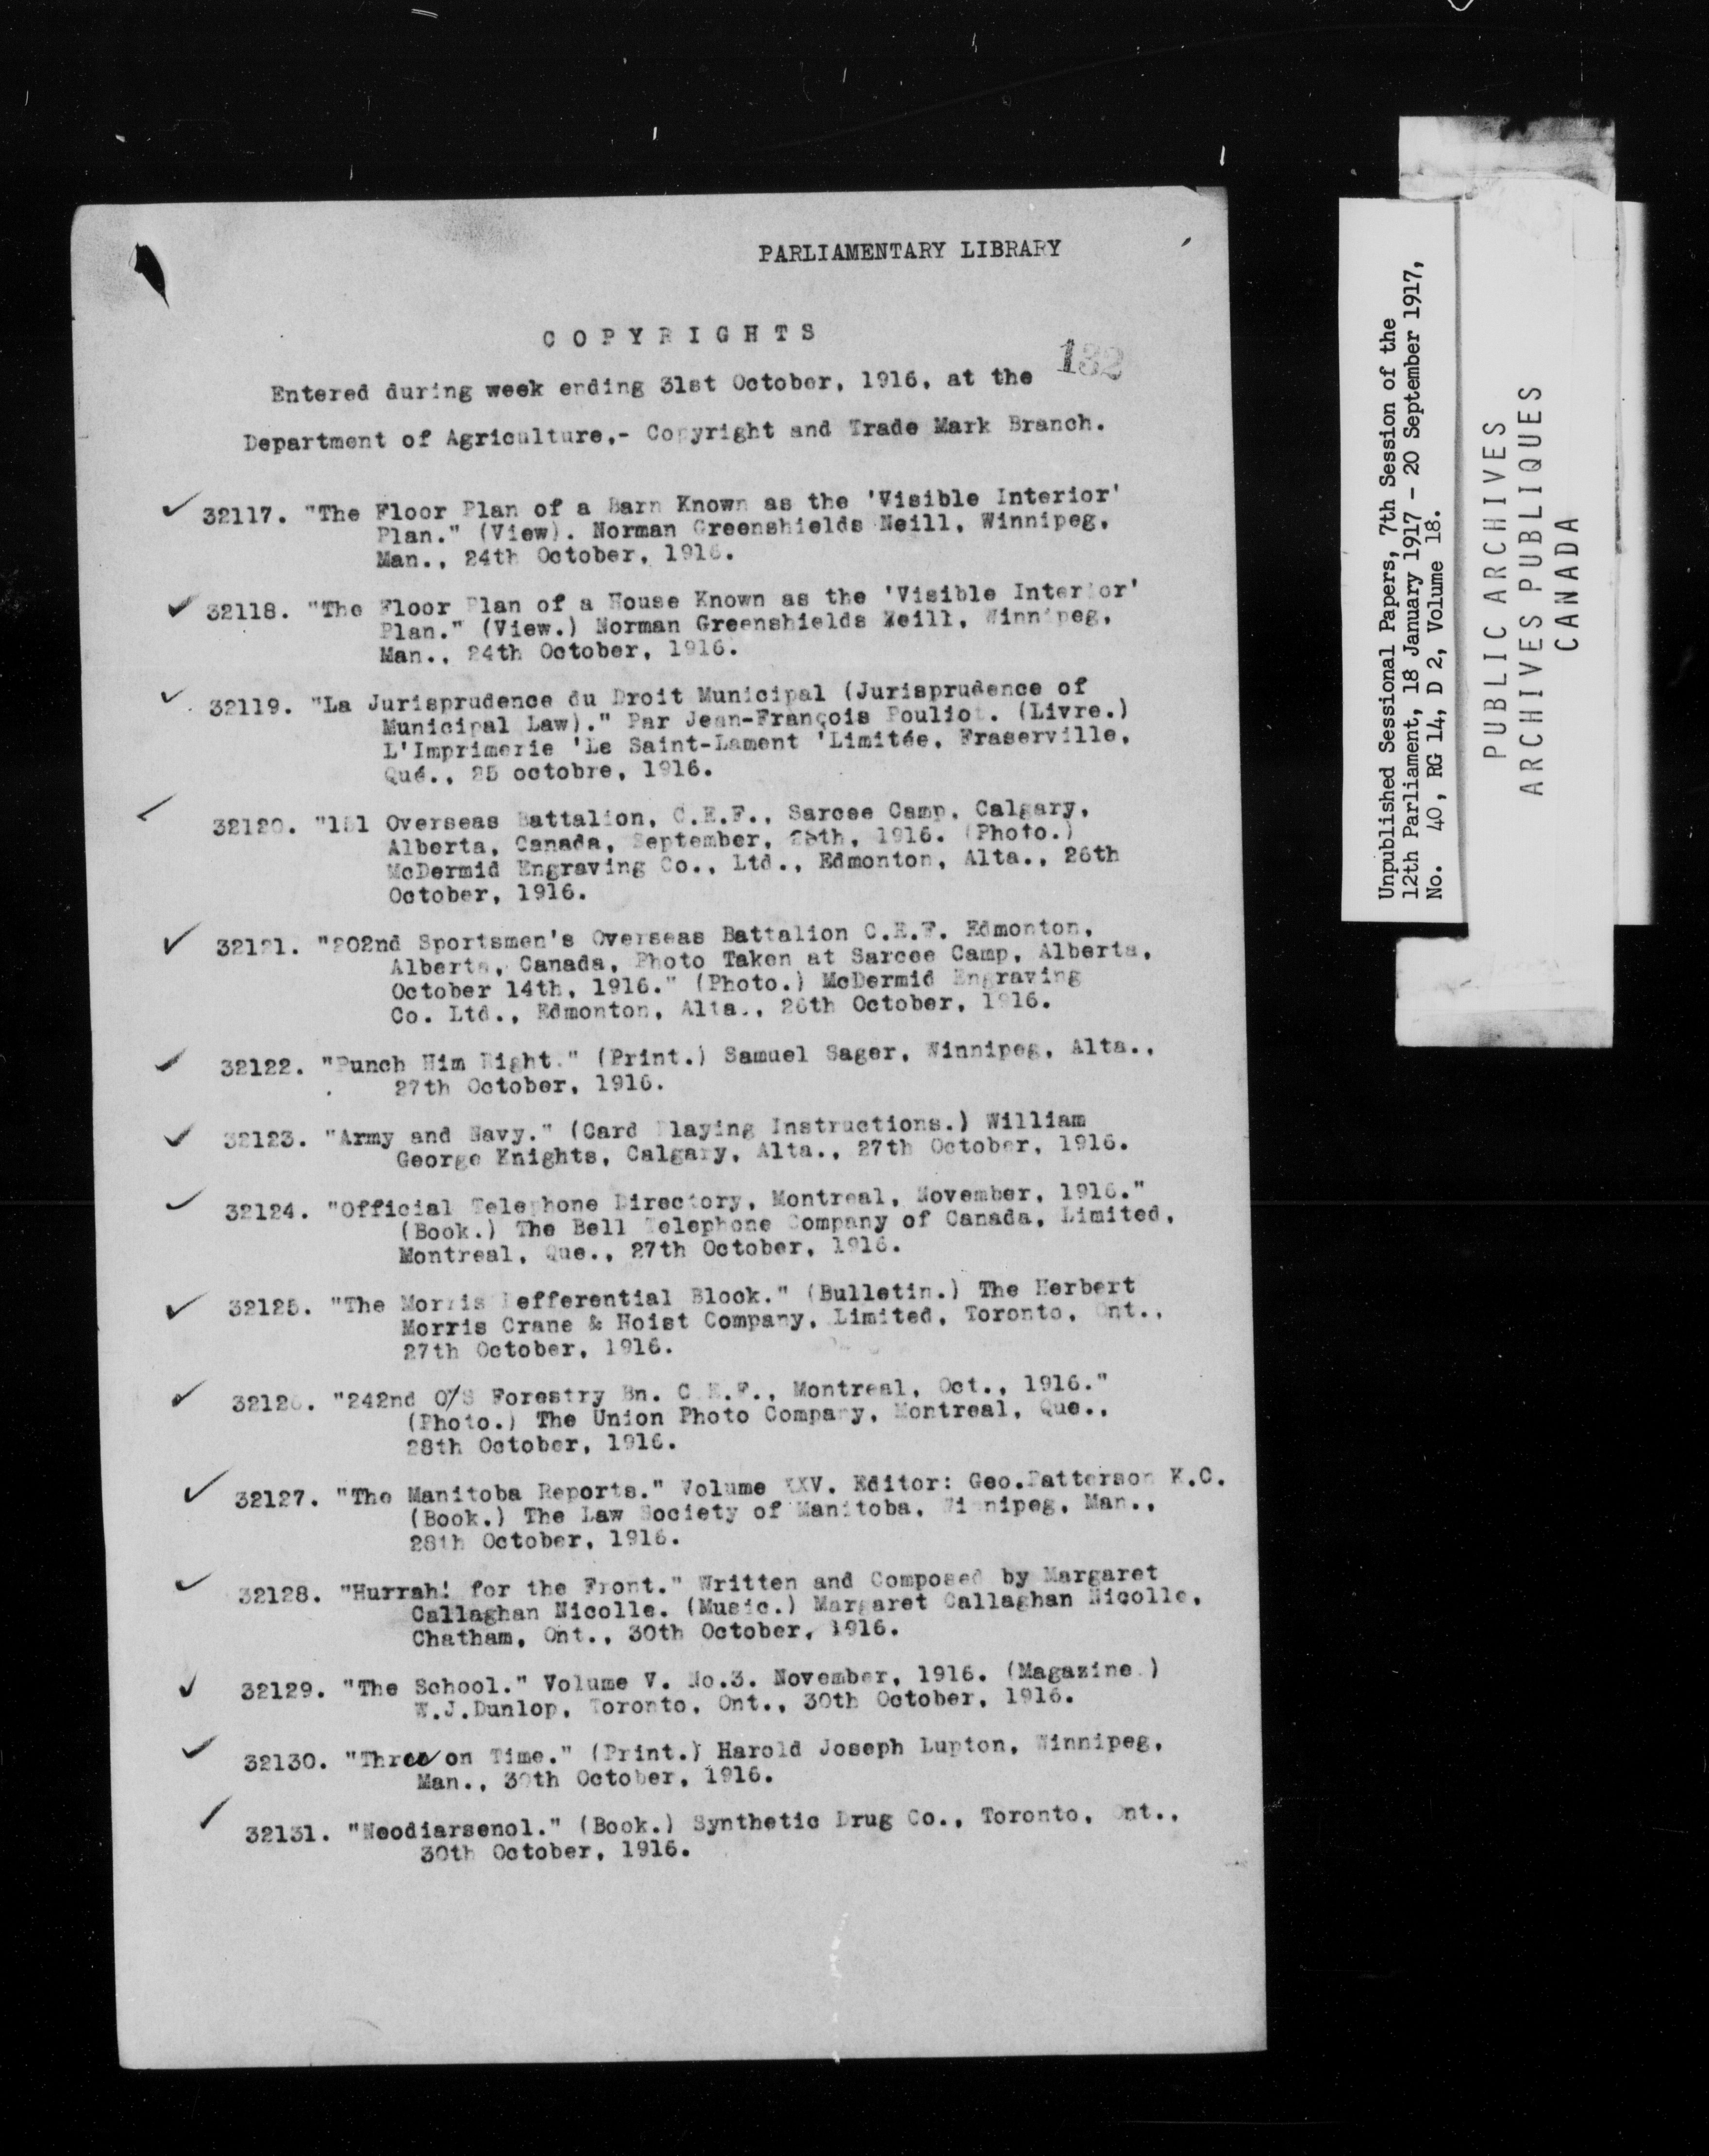 PARLIAMENTARY LIBRARY
COPYRIGHTS
132
Entered during week ending 31st October, 1916, at the
Department of Agriculture,- Copyright and Trade Mark Branch.
32117. "The Floor Plan of a Barn Known as the 'Visible Interior'
Plan." (View). Norman Greenshields Neill, Winnipeg,
Man., 24th October, 1916.
32118. "The Floor Plan of a House Known as the 'Visible Interior'
Plan." (View.) Norman Greenshields Neill, Winnipeg,
Man., 24th October, 1916.
32119. "La Jurisprudence du Droit Municipal (Jurisprudence of
Municipal Law)." Par Jean-François Pouliot. (Livre.)
L'Imprimerie 'Le Saint-Lament 'Limitée, Fraserville,
Qué., 25 octobre, 1916.
32120. "151 Overseas Battalion, C.E.F., Sarcee Camp, Calgary,
Alberta, Canada, September, 25th, 1916. (Photo.)
McDermid Engraving Co., Ltd., Edmonton, Alta., 26th
October, 1916.
32121. "202nd Sportsmen's Overseas Battalion C.E.F. Edmonton,
Alberta, Canada, Photo Taken at Sarcee Camp, Alberta,
October 14th, 1916." (Photo.) McDermid Engraving
Co. Ltd., Edmonton, Alta., 26th October, 1916.
32122. "Punch Him Right." (Print.) Samuel Sager, Winnipeg, Alta.,
27th October, 1916.
32123. "Army and Navy." (Card Playing Instructions.) William
George Knights, Calgary, Alta., 27th October, 1916.
32124. "Official Telephone Directory, Montreal, November, 1916."
(Book.) The Bell Telephone Company of Canada, Limited,
Montreal, Que., 27th October, 1916.
32125. "The Morris Defferential Block." (Bulletin.) The Herbert
Morris Crane & Hoist Company, Limited, Toronto, Ont.,
27th October, 1916.
32126. "242nd O/S Forestry Bn. C.E.F., Montreal, Oct., 1916."
(Photo.) The Union Photo Company, Montreal, Que.,
28th October, 1916.
32127. "The Manitoba Reports." Volume XXV. Editor: Geo.Patterson K.C.
(Book.) The Law Society of Manitoba, Winnipeg, Man.,
28th October, 1916.
32128. "Hurrah! for the Front." Written and Composed by Margaret
Callaghan Nicolle. (Music.) Margaret Callaghan Nicolle,
Chatham, Ont., 30th October, 1916.
32129. "The School." Volume V. No.3. November, 1916. (Magazine.)
W.J.Dunlop, Toronto, Ont., 30th October, 1916.
32130. "Three on Time." (Print.) Harold Joseph Lupton, Winnipeg,
Man., 30th October, 1916.
32131. "Neodiarsenol." (Book.) Synthetic Drug Co., Toronto, Ont.,
30th October, 1916.
Unpublished Sessional Papers, 7th Session of the
12th Parliament, 18 January 1917 - 20 September 1917,
No. 40, RG 14, D 2, Volume 18.
PUBLIC ARCHIVES
ARCHIVES PUBLIQUES
CANADA